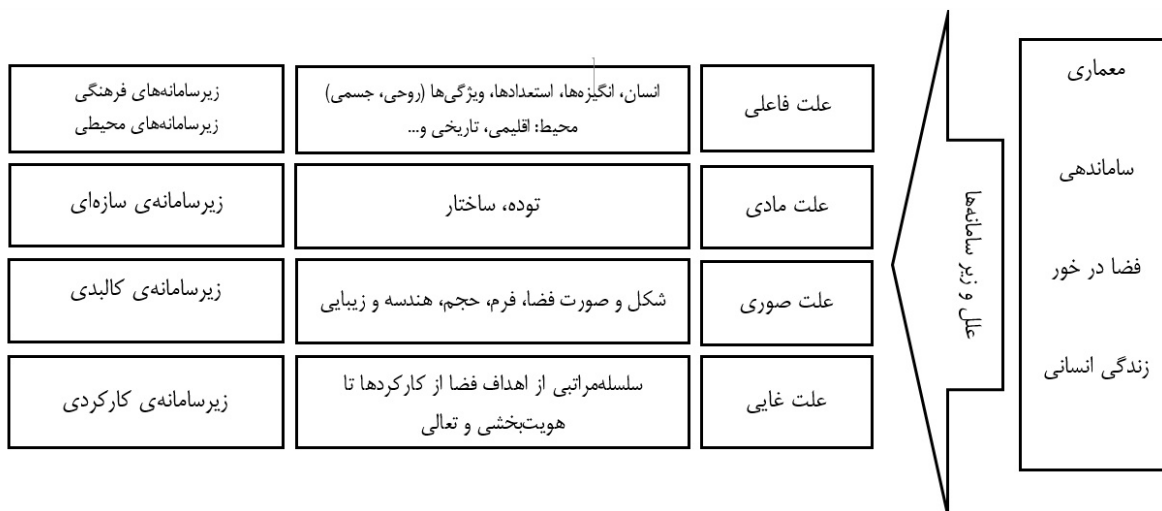 معماری
ساماندهی
فضا در خور
زندگی انسانی
علل و زیر سامانه‌ها
علت فاعلی
انسان، انگیزه‌ها، استعدادها، ویژگی‌ها (روحی، جسمی)
محیط: اقلیمی، تاریخی و...
زیرسامانه‌های فرهنگی
زیرسامانه‌های محیطی
علت مادی
توده، ساختار
زیرسامانه‌ی سازه‌ای
علت صوری
شکل و صورت فضا، فرم، حجم، هندسه و زیبایی
زیرسامانه‌ی کالبدی
علت غایی
سلسله‌مراتبی از اهداف فضا از کارکردها تا
هویت‌بخشی و تعالی
زیرسامانه‌ی کارکردی